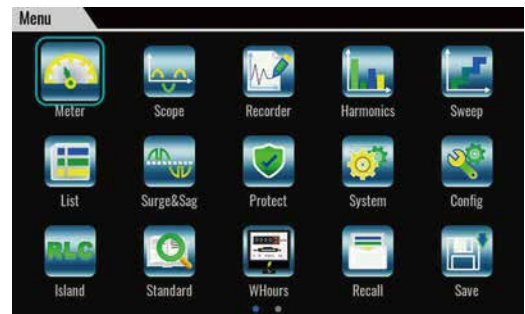 Menu
Meter Scope Recorder Harmonics Sweep
List Surge&Sag Protect System Config
RLC
Island Standard WHours Recall Save